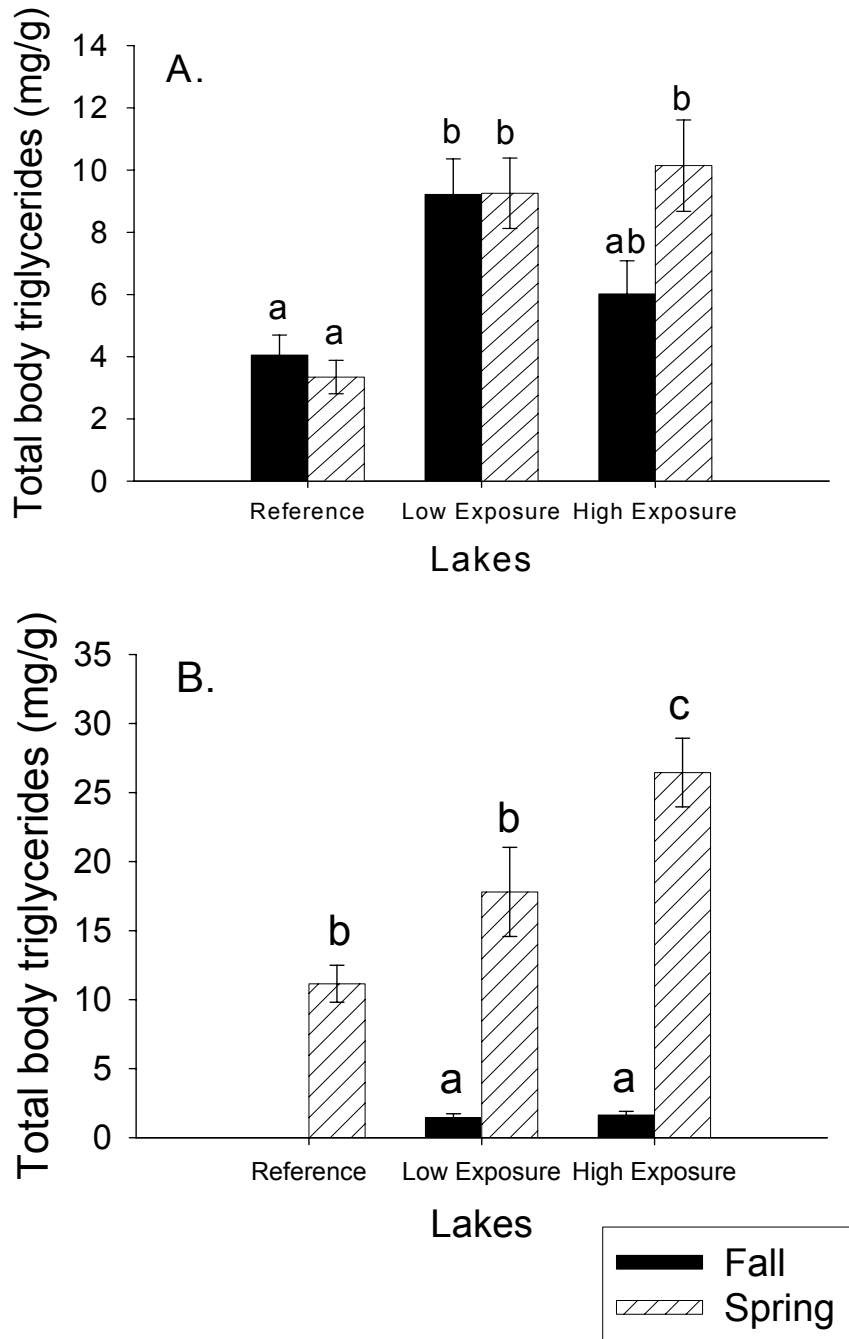 Total body triglycerides (mg/g)
A.
14
12
10
8
6
4
2
0
a
a
b
b
ab
b
Reference
Low Exposure
High Exposure
Lakes
Total body triglycerides (mg/g)
B.
35
30
25
20
15
10
5
0
b
a
b
a
c
Reference
Low Exposure
High Exposure
Lakes
Fall
Spring